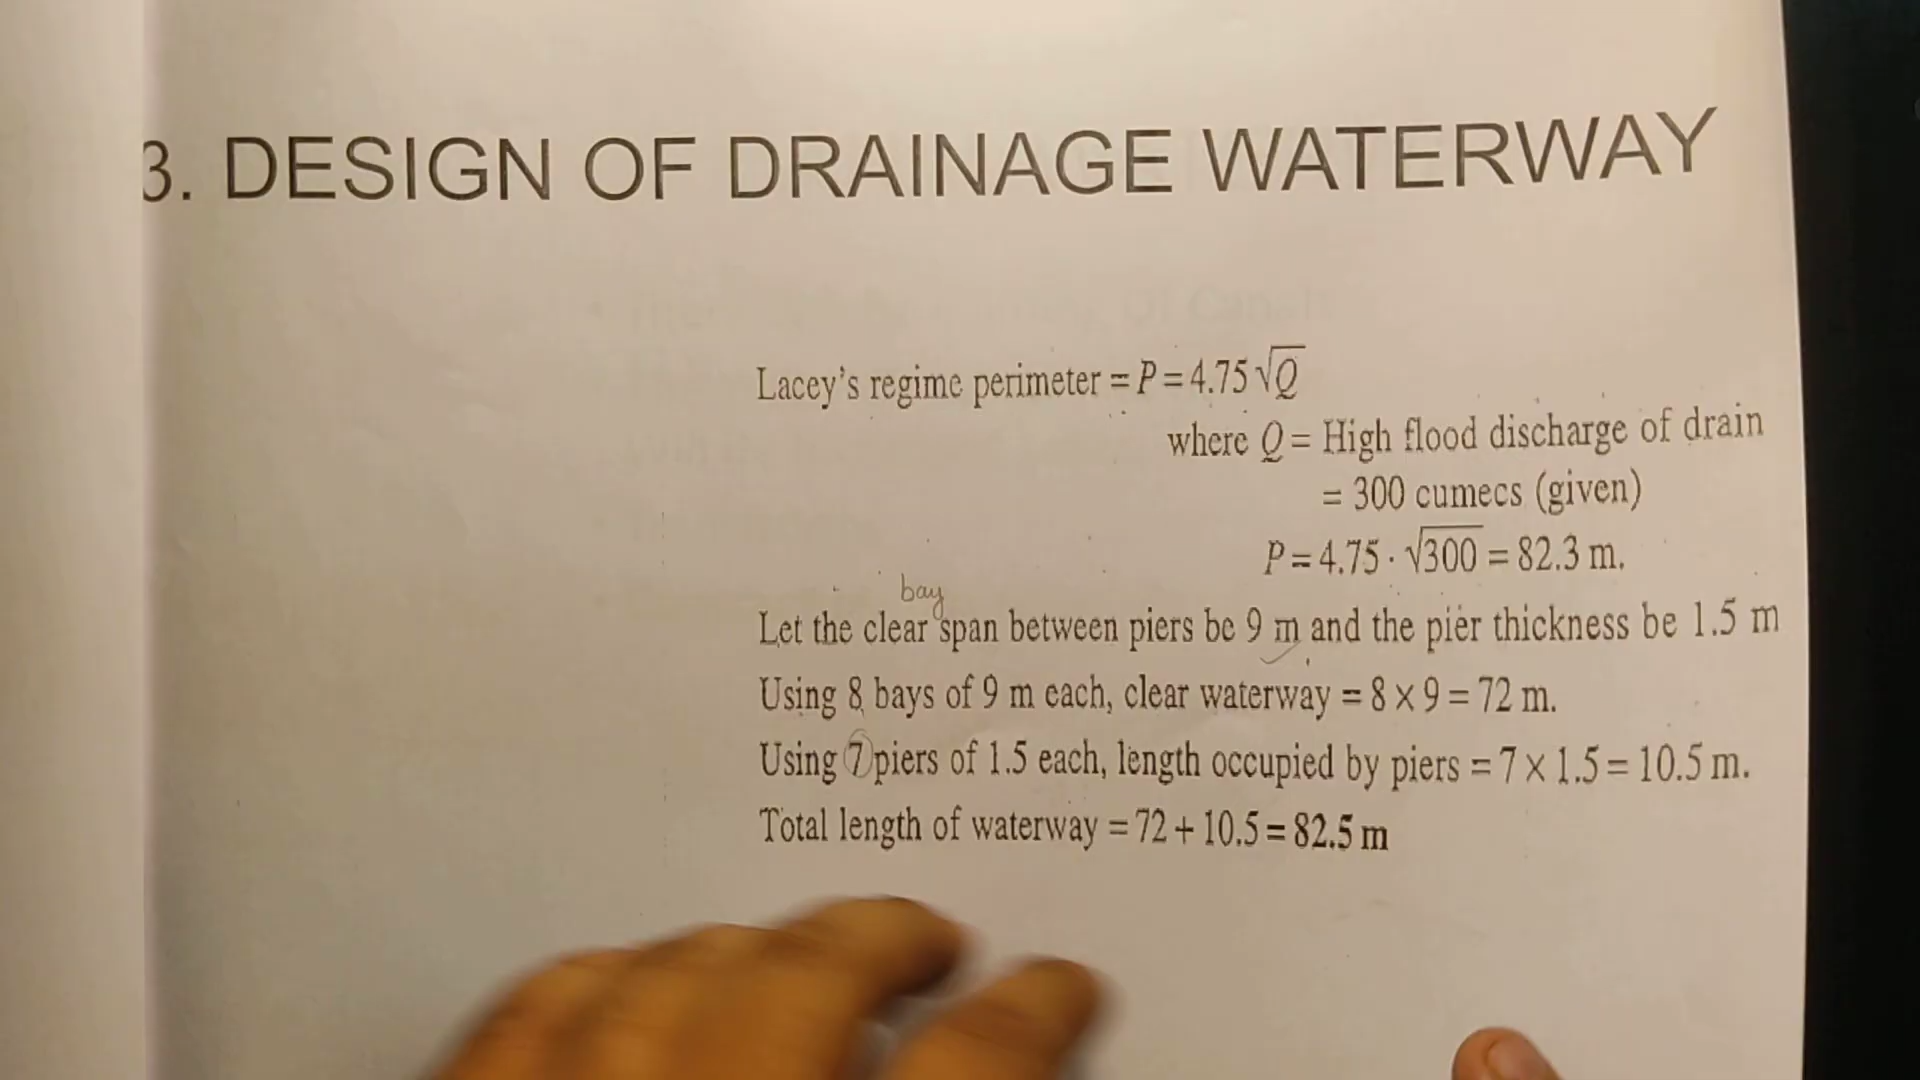 3. DESIGN OF DRAINAGE WATERWAY
Lacey's regime perimeter = P = 4.75 √Q
where Q = High flood discharge of drain
= 300 cumecs (given)
P = 4.75 · √300 = 82.3 m.
bay
Let the clear span between piers be 9 m and the pier thickness be 1.5 m
Using 8 bays of 9 m each, clear waterway = 8 × 9 = 72 m.
Using 7 piers of 1.5 each, length occupied by piers = 7 × 1.5 = 10.5 m.
Total length of waterway = 72 + 10.5 = 82.5 m